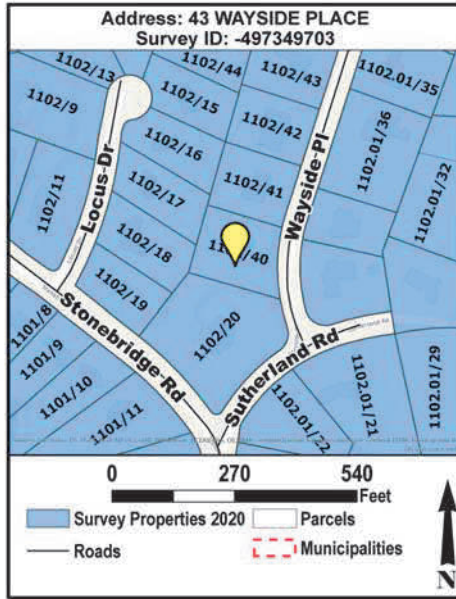 Address: 43 WAYSIDE PLACE
Survey ID: -497349703
1102/13
1102/44
1102/43
1102.01/35
1102/9
1102/15
1102/42
1102.01/36
1102/16
1102/11
Locus Dr
1102/17
1102/41
Wayside Pl
1102.01/32
1102/18
/40
1102/19
1102/20
Stonebridge Rd
Sutherland Rd
1101/8
1101/9
1101/10
1101/11
1102.01/21
1102.01/29
0 270 540
Feet
Survey Properties 2020
Parcels
Roads
Municipalities
N